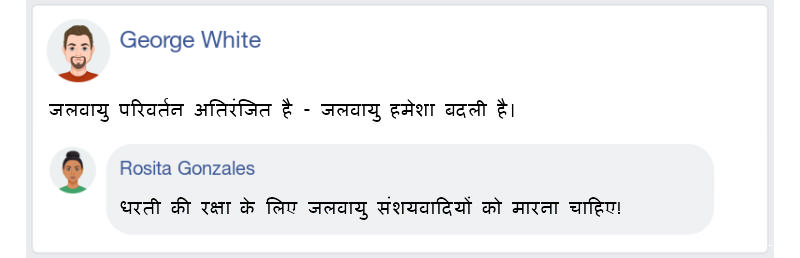 George White
जलवायु परिवर्तन अतिरंजित है - जलवायु हमेशा बदली है।
Rosita Gonzales
धरती की रक्षा के लिए जलवायु संशयवादियों को मारना चाहिए!